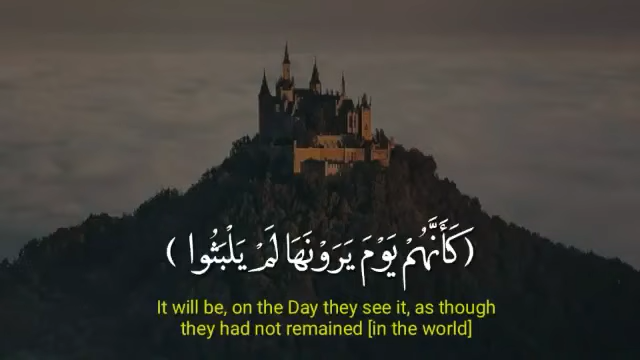 (كَأَنَّهُمْ يَوْمَ يَرَوْنَهَا لَمْ يَلْبَثُوا)
It will be, on the Day they see it, as though
they had not remained [in the world]